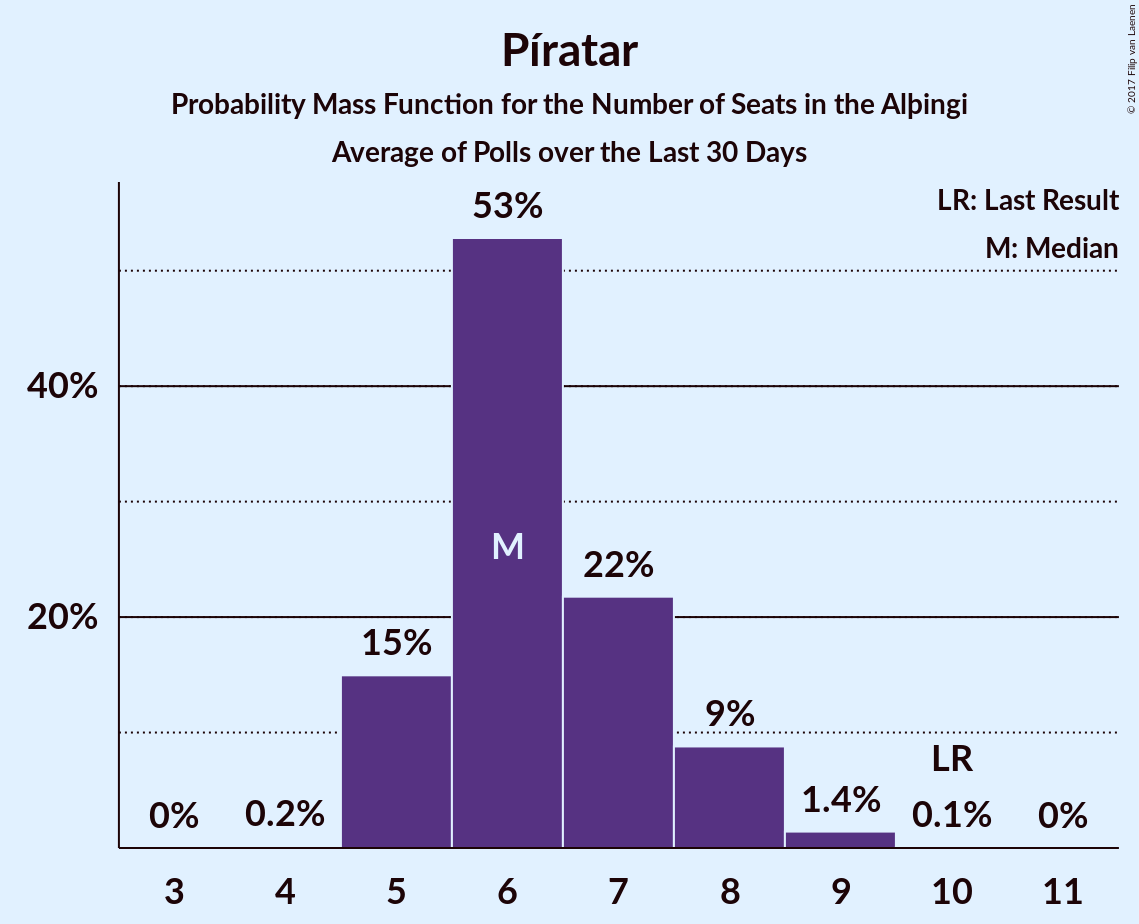 Píratar
Probability Mass Function for the Number of Seats in the Alþingi
Average of Polls over the Last 30 Days
© 2017 Filip van Laenen
LR: Last Result
M: Median
53%
40%
M
22%
20%
15%
9%
LR
0% 0.2% 1.4% 0.1% 0%
3 4 5 6 7 8 9 10 11